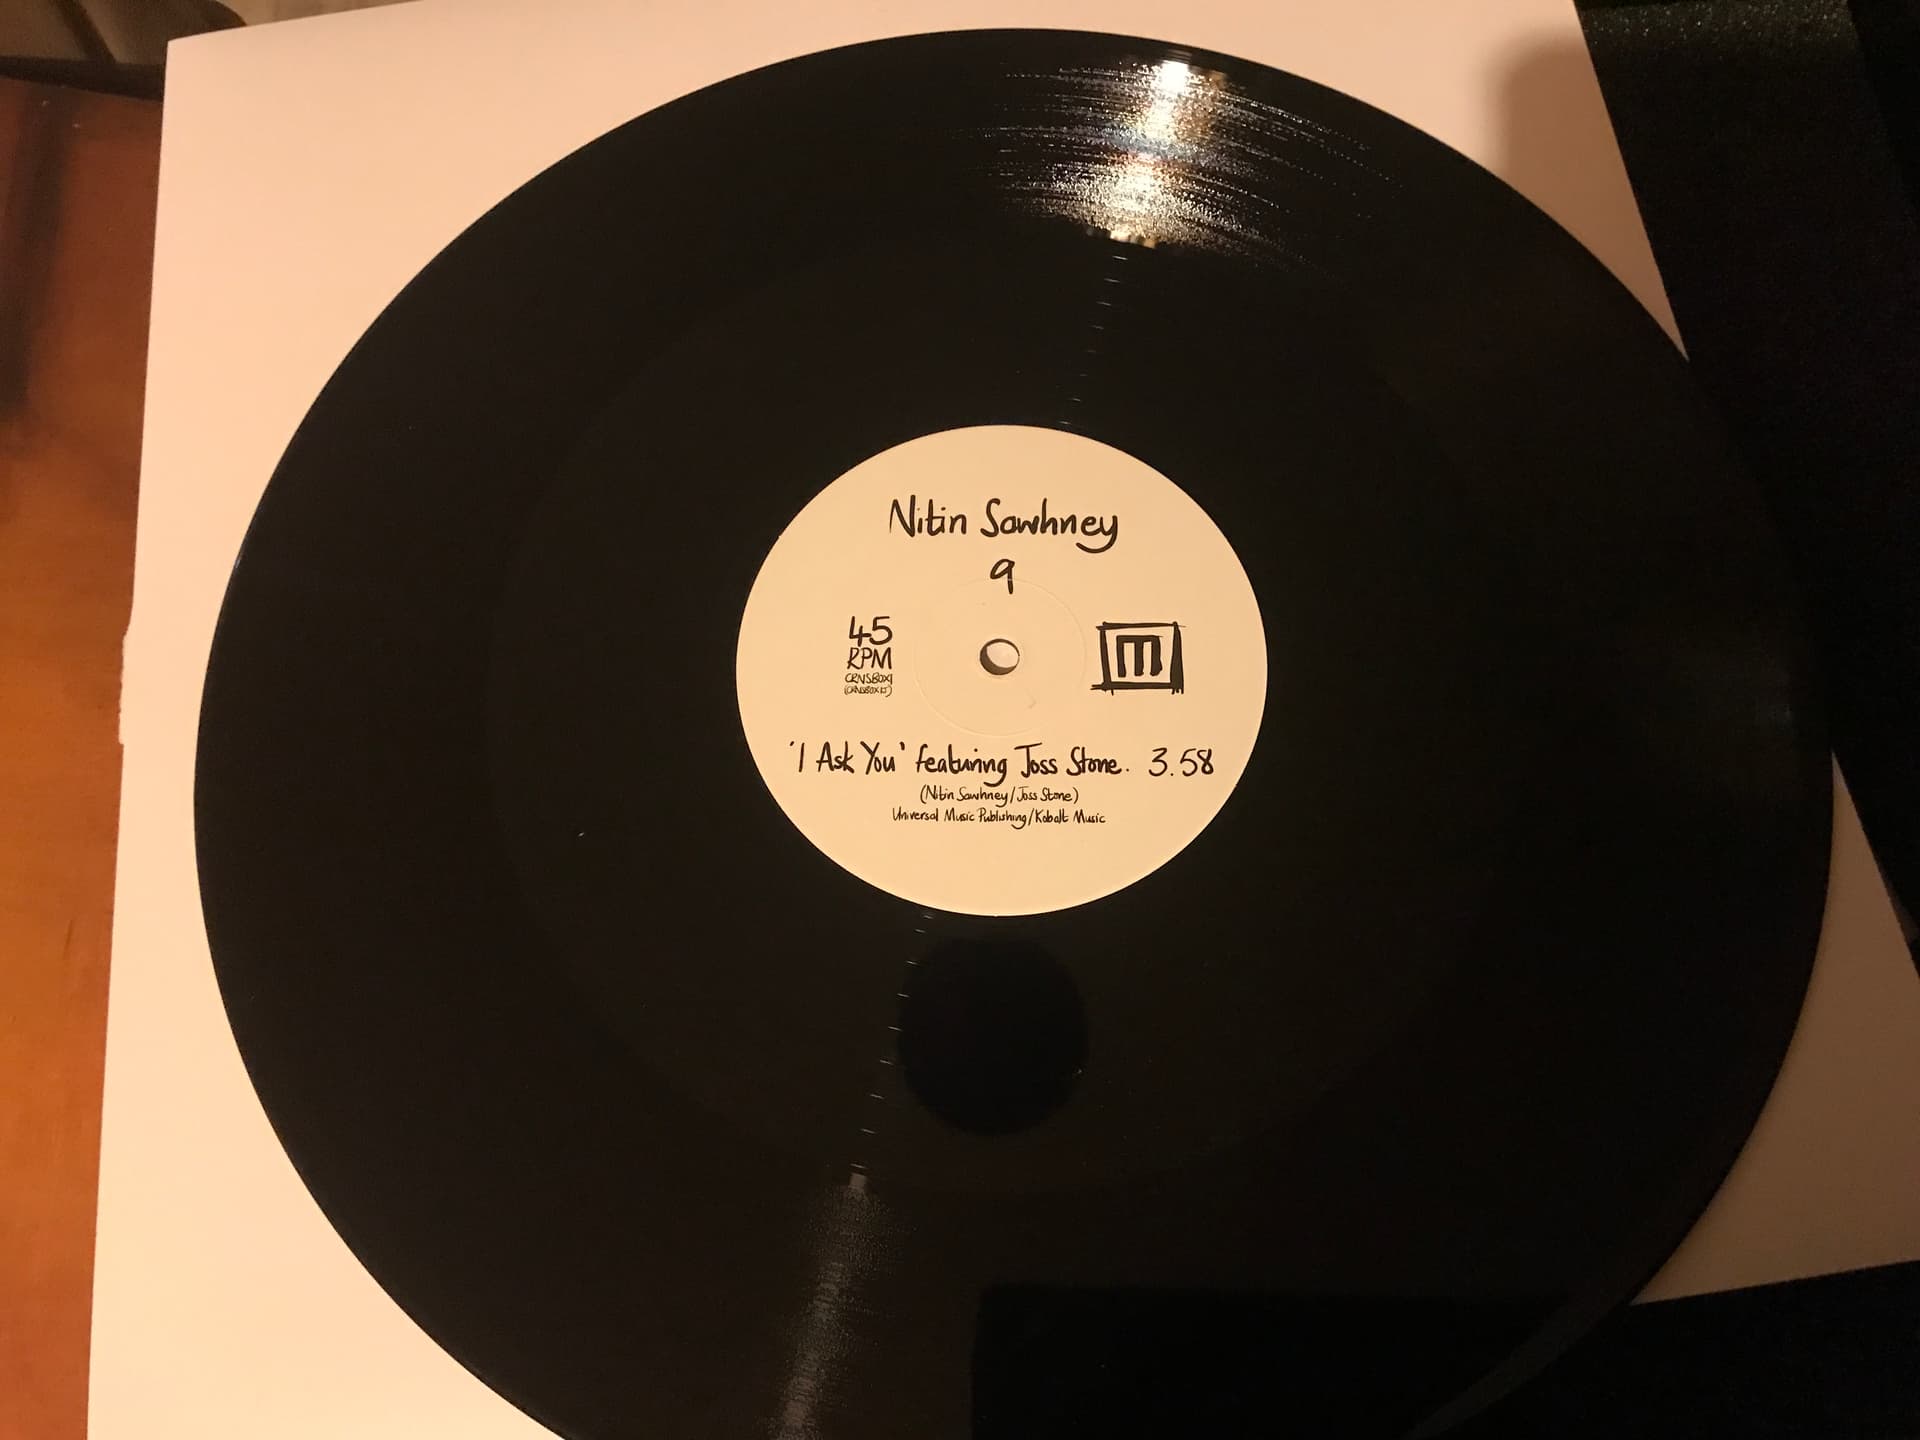 Nitin Sawhney
9
45
RPM
CRNSBOX1
m
'I Ask You' featuring Joss Stone. 3.58
(Nitin Sawhney/Joss Stone)
Universal Music Publishing/Kobalt Music